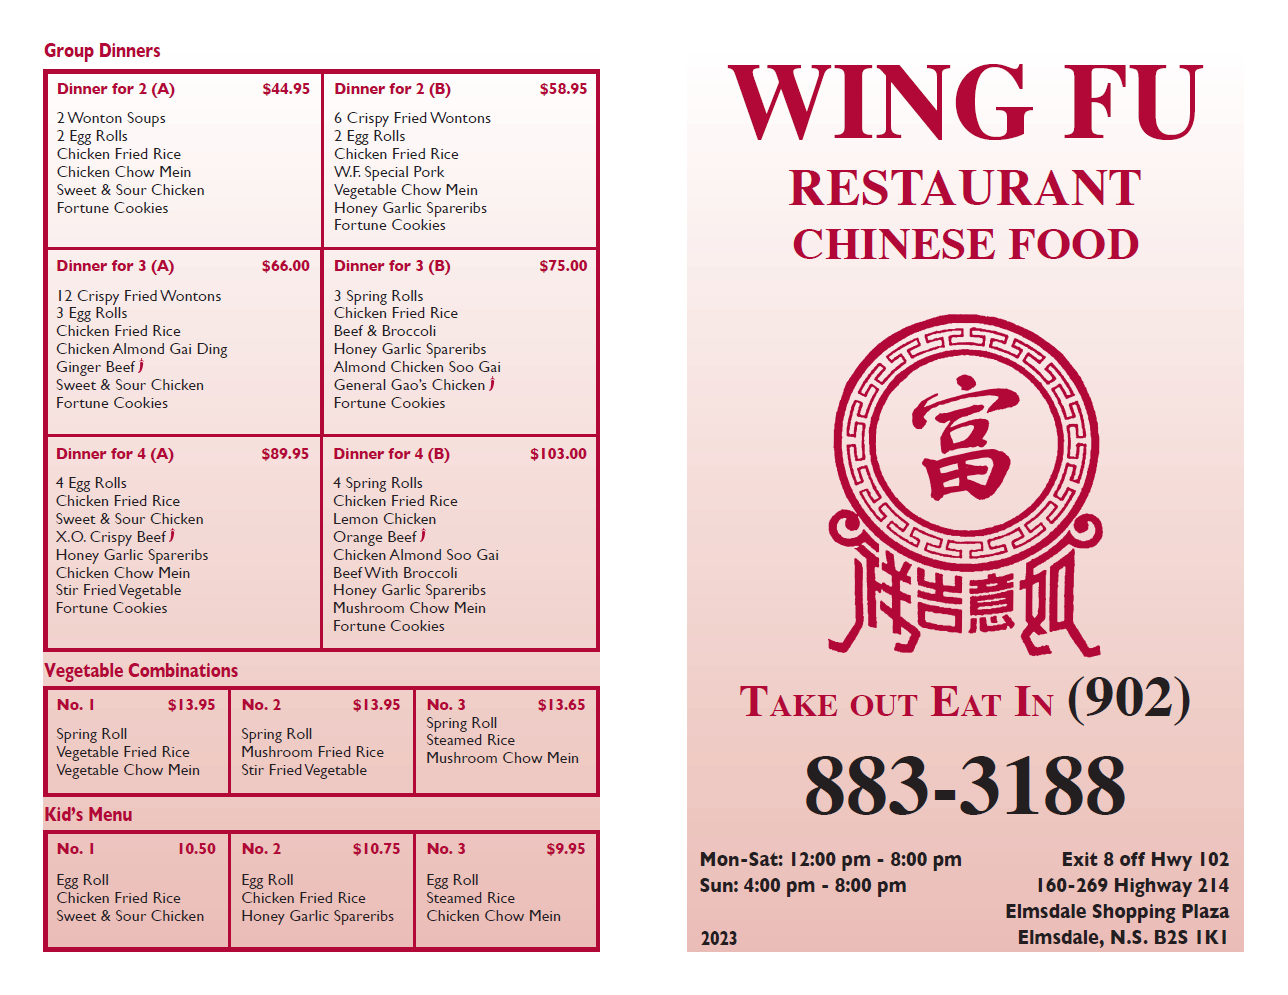 Group Dinners
Dinner for 2 (A) $44.95
2 Wonton Soups
2 Egg Rolls
Chicken Fried Rice
Chicken Chow Mein
Sweet & Sour Chicken
Fortune Cookies
Dinner for 2 (B) $58.95
6 Crispy Fried Wontons
2 Egg Rolls
Chicken Fried Rice
W.F. Special Pork
Vegetable Chow Mein
Honey Garlic Spareribs
Fortune Cookies
Dinner for 3 (A) $66.00
12 Crispy Fried Wontons
3 Egg Rolls
Chicken Fried Rice
Chicken Almond Gai Ding
Ginger Beef
Sweet & Sour Chicken
Fortune Cookies
Dinner for 3 (B) $75.00
3 Spring Rolls
Chicken Fried Rice
Beef & Broccoli
Honey Garlic Spareribs
Almond Chicken Soo Gai
General Gao's Chicken
Fortune Cookies
Dinner for 4 (A) $89.95
4 Egg Rolls
Chicken Fried Rice
Sweet & Sour Chicken
X.O. Crispy Beef
Honey Garlic Spareribs
Chicken Chow Mein
Stir Fried Vegetable
Fortune Cookies
Dinner for 4 (B) $103.00
4 Spring Rolls
Chicken Fried Rice
Lemon Chicken
Orange Beef
Chicken Almond Soo Gai
Beef With Broccoli
Honey Garlic Spareribs
Mushroom Chow Mein
Fortune Cookies
Vegetable Combinations
No. 1 $13.95
Spring Roll
Vegetable Fried Rice
Vegetable Chow Mein
No. 2 $13.95
Spring Roll
Mushroom Fried Rice
Stir Fried Vegetable
No. 3 $13.65
Spring Roll
Steamed Rice
Mushroom Chow Mein
Kid's Menu
No. 1 10.50
Egg Roll
Chicken Fried Rice
Sweet & Sour Chicken
No. 2 $10.75
Egg Roll
Chicken Fried Rice
Honey Garlic Spareribs
No. 3 $9.95
Egg Roll
Steamed Rice
Chicken Chow Mein
WING FU
RESTAURANT
CHINESE FOOD
富
祥吉意如
TAKE OUT EAT IN (902)
883-3188
Mon-Sat: 12:00 pm - 8:00 pm
Sun: 4:00 pm - 8:00 pm
2023
Exit 8 off Hwy 102
160-269 Highway 214
Elmsdale Shopping Plaza
Elmsdale, N.S. B2S 1K1